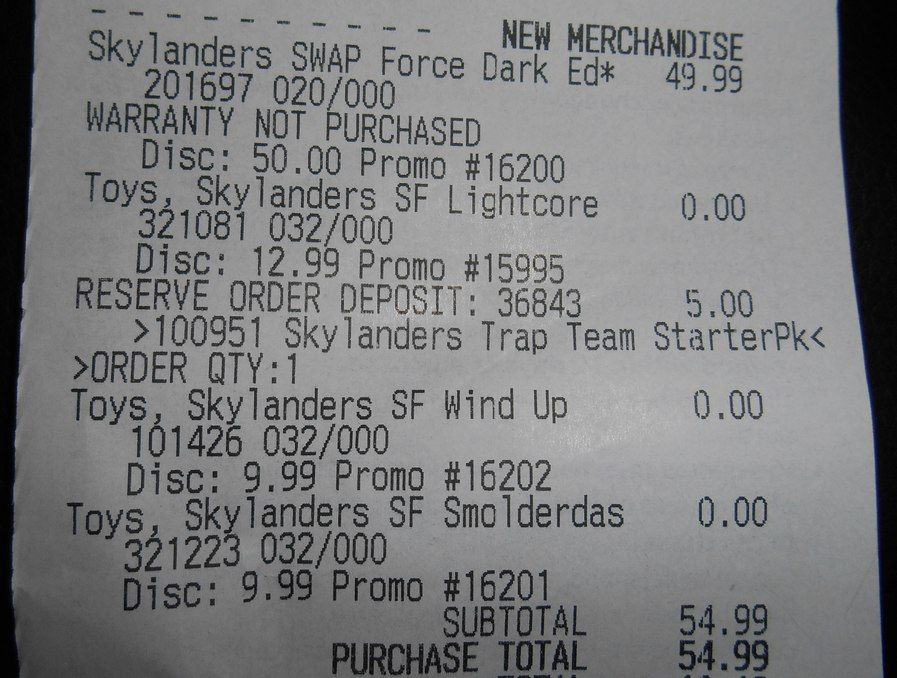 - - - - - - - - - -
NEW MERCHANDISE
Skylanders SWAP Force Dark Ed* 49.99
201697 020/000
WARRANTY NOT PURCHASED
Disc: 50.00 Promo #16200
Toys, Skylanders SF Lightcore 0.00
321081 032/000
Disc: 12.99 Promo #15995
RESERVE ORDER DEPOSIT: 36843 5.00
>100951 Skylanders Trap Team StarterPk<
>ORDER QTY:1
Toys, Skylanders SF Wind Up 0.00
101426 032/000
Disc: 9.99 Promo #16202
Toys, Skylanders SF Smolderdas 0.00
321223 032/000
Disc: 9.99 Promo #16201
SUBTOTAL 54.99
PURCHASE TOTAL 54.99